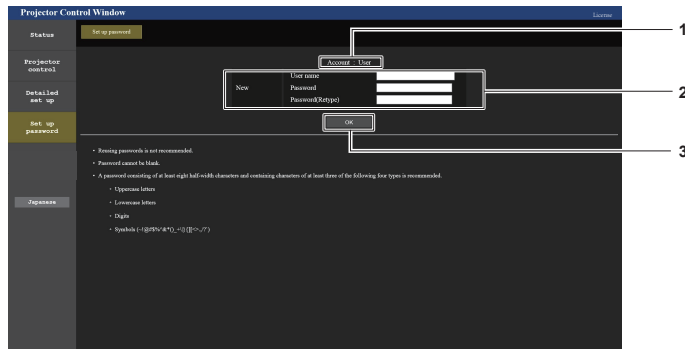 Projector Control Window
License
Status
Set up password
1
Account : User
Projector
control
User name
New
Password
2
Password(Retype)
Detailed
set up
Set up
password
OK
3
• Reusing passwords is not recommended.
• Password cannot be blank.
• A password consisting of at least eight half-width characters and containing characters of at least three of the following four types is recommended.
• Uppercase letters
• Lowercase letters
• Digits
• Symbols
Japanese